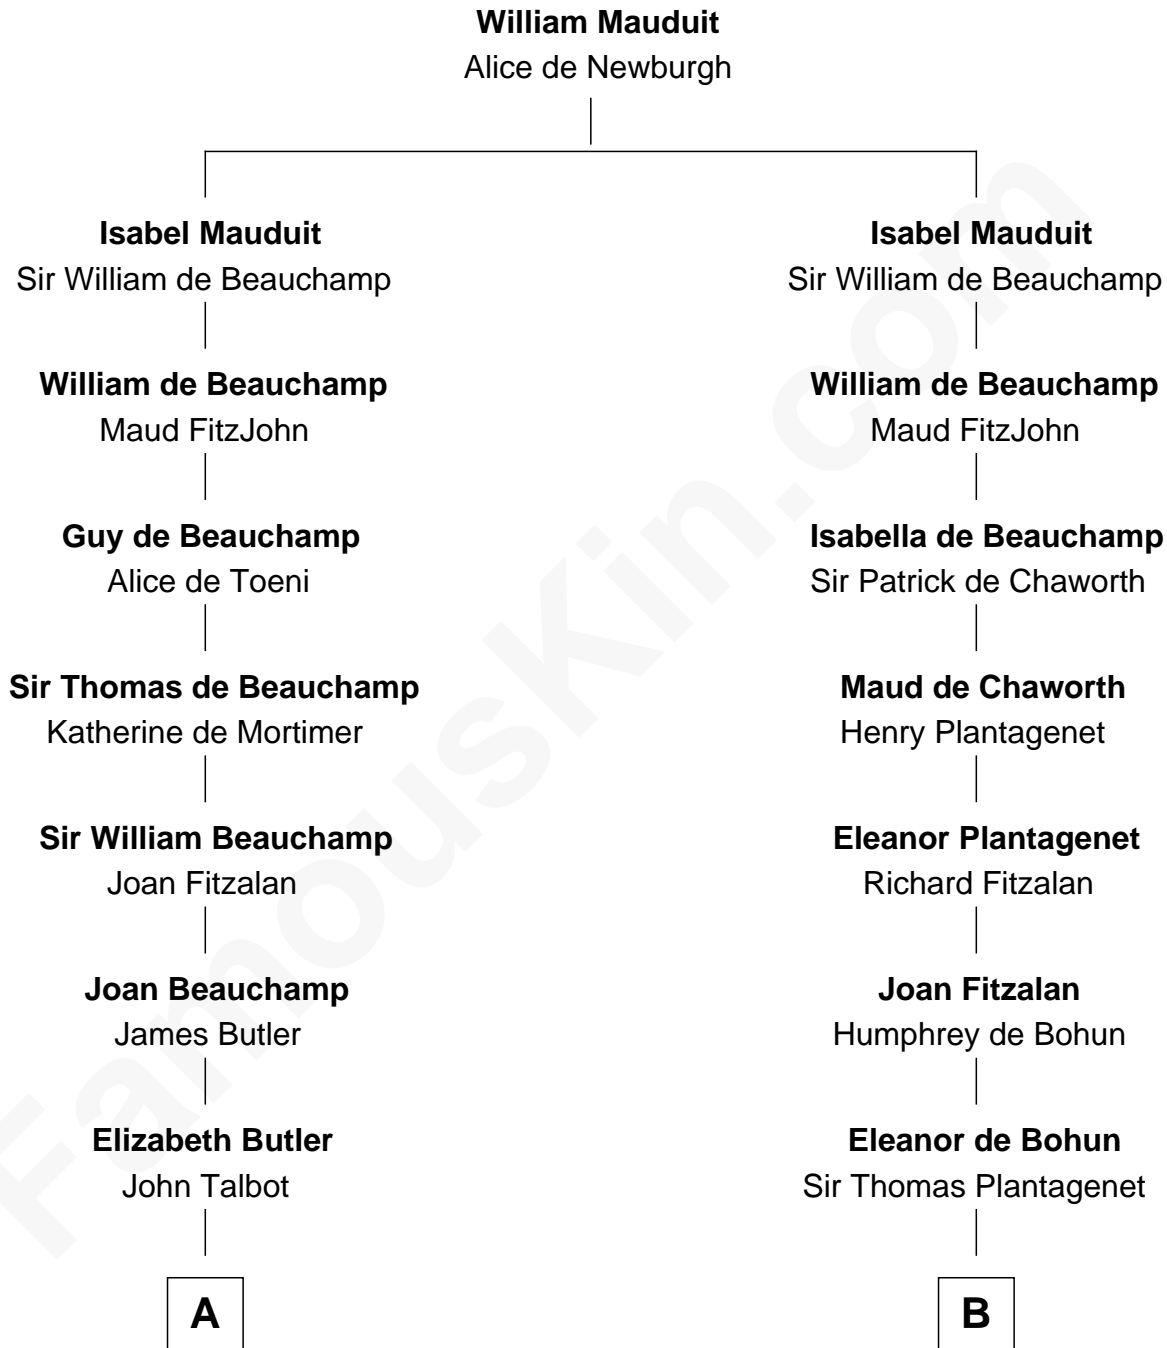 William Mauduit
Alice de Newburgh
Isabel Mauduit
Sir William de Beauchamp
William de Beauchamp
Maud FitzJohn
Guy de Beauchamp
Alice de Toeni
Sir Thomas de Beauchamp
Katherine de Mortimer
Sir William Beauchamp
Joan Fitzalan
Joan Beauchamp
James Butler
Elizabeth Butler
John Talbot
A
Isabel Mauduit
Sir William de Beauchamp
William de Beauchamp
Maud FitzJohn
Isabella de Beauchamp
Sir Patrick de Chaworth
Maud de Chaworth
Henry Plantagenet
Eleanor Plantagenet
Richard Fitzalan
Joan Fitzalan
Humphrey de Bohun
Eleanor de Bohun
Sir Thomas Plantagenet
B
FamousKin.com